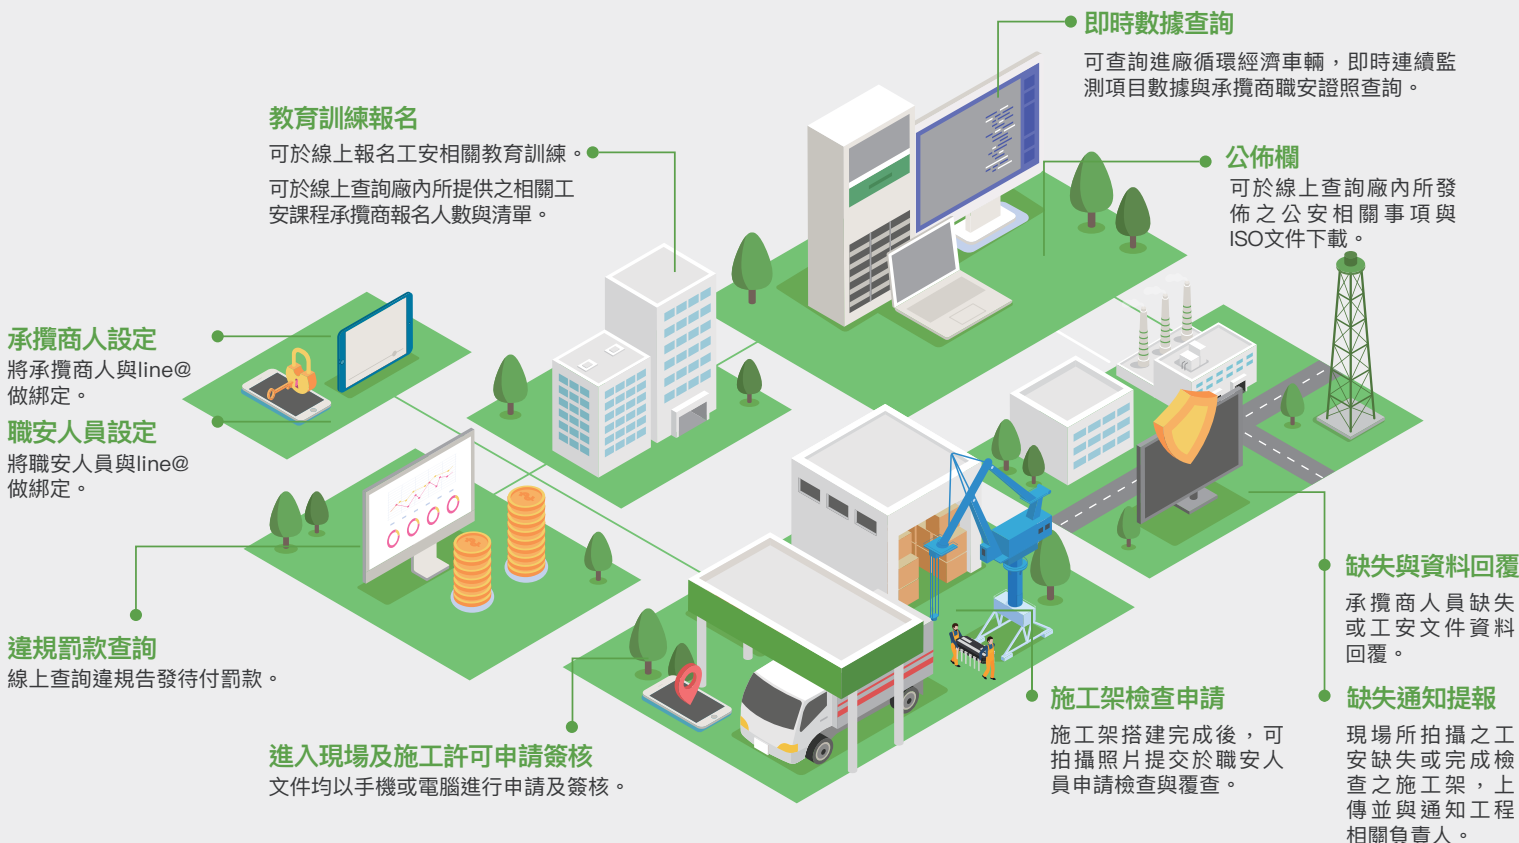 即時數據查詢
可查詢進廠循環經濟車輛，即時連續監
測項目數據與承攬商職安證照查詢。
教育訓練報名
可於線上報名工安相關教育訓練。
可於線上查詢廠內所提供之相關工
安課程承攬商報名人數與清單。
公佈欄
可於線上查詢廠內所發
佈之公安相關事項與
ISO文件下載。
承攬商人設定
將承攬商人與line@
做綁定。
職安人員設定
將職安人員與line@
做綁定。
違規罰款查詢
線上查詢違規告發待付罰款。
進入現場及施工許可申請簽核
文件均以手機或電腦進行申請及簽核。
施工架檢查申請
施工架搭建完成後，可
拍攝照片提交於職安人
員申請檢查與覆查。
缺失與資料回覆
承攬商人員缺失
或工安文件資料
回覆。
缺失通知提報
現場所拍攝之工
安缺失或完成檢
查之施工架，上
傳並與通知工程
相關負責人。